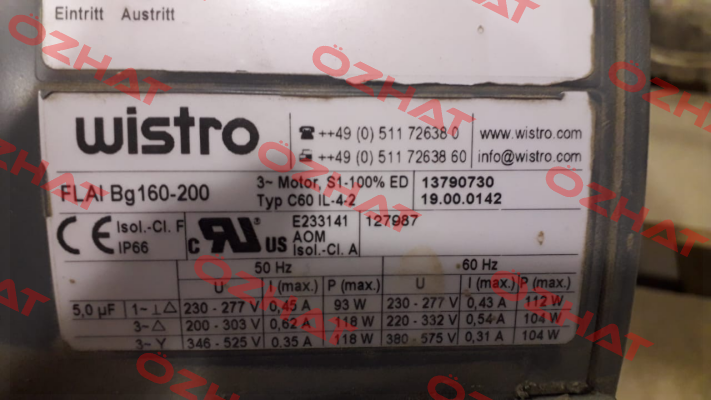 Eintritt Austritt
wistro
☎ ++49 (0) 511 72638 0 www.wistro.com
++49 (0) 511 72638 60 info@wistro.com
FLAI Bg160-200 3~ Motor, S1-100% ED 13790730
Typ C60 IL-4-2 19.00.0142
CE Isol.-Cl. F IP66 c RU US E233141 AOM Isol.-Cl. A 127987
50 Hz 60 Hz
U I (max.) P (max.) U I (max.) P (max.)
5,0 µF 1~ ⊥ △ 230 - 277 V 0,45 A 93 W 230 - 277 V 0,43 A 112 W
3~ △ 200 - 303 V 0,62 A 118 W 220 - 332 V 0,54 A 104 W
3~ Y 346 - 525 V 0,35 A 118 W 380 - 575 V 0,31 A 104 W
OZHAT